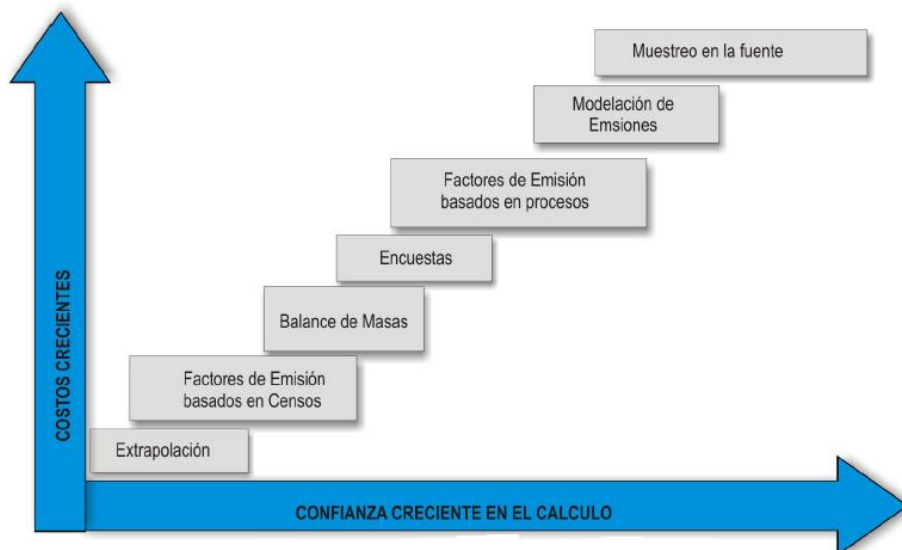 Muestreo en la fuente
Modelación de
Emsiones
Factores de Emisión
basados en procesos
Encuestas
Balance de Masas
Factores de Emisión
basados en Censos
Extrapolación
COSTOS CRECIENTES
CONFIANZA CRECIENTE EN EL CALCULO